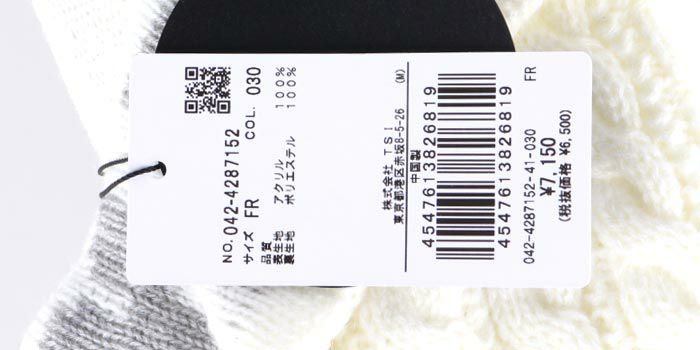 NO. 042-4287152
サイズ FR COL. 030
品質
表生地 アクリル 100%
裏生地 ポリエステル 100%
株式会社 TSI (M)
東京都港区赤坂8-5-26
中国製
4547613826819
4547613826819
FR
042-4287152-41-030
¥7,150
(税抜価格 ¥6,500)